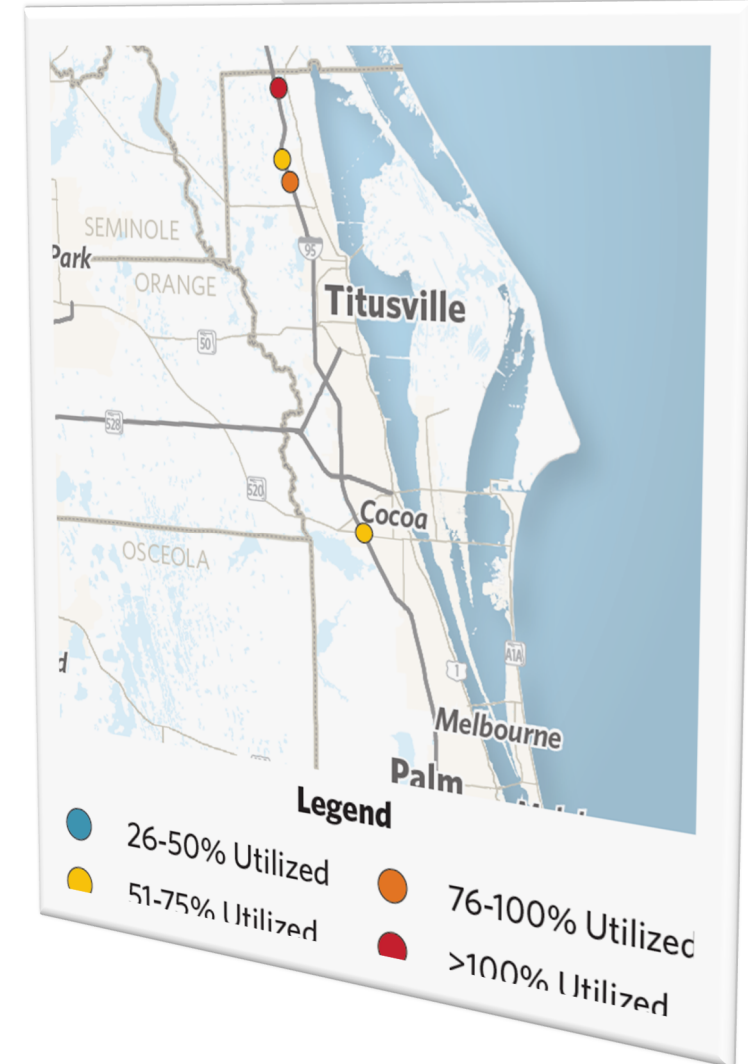 SEMINOLE
Park
ORANGE
95
Titusville
50
528
520
Cocoa
OSCEOLA
d
A1A
1
Melbourne
Palm
Legend
26-50% Utilized
76-100% Utilized
51-75% Utilized
>100% Utilized